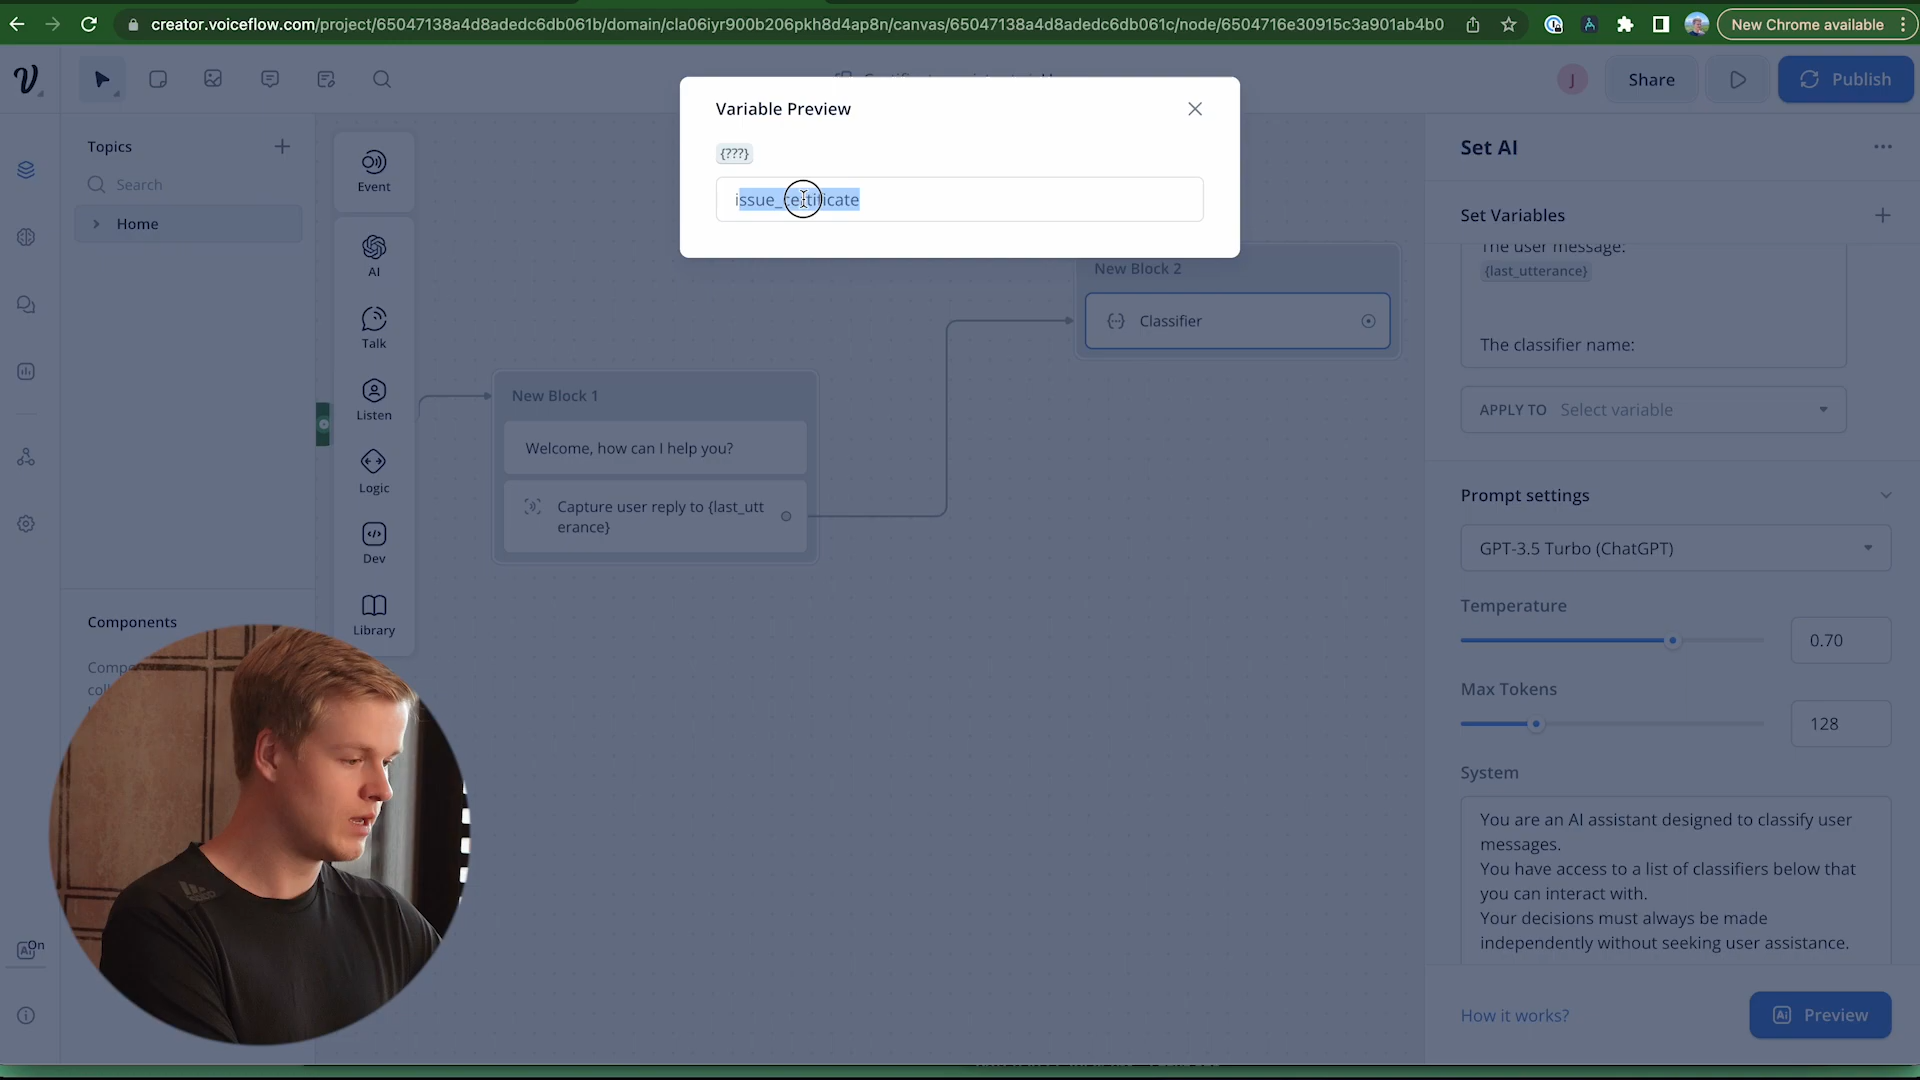 creator.voiceflow.com/project/65047138a4d8adedc6db061b/domain/cla06iyr900b206pkh8d4ap8n/canvas/65047138a4d8adedc6db061c/node/6504716e30915c3a901ab4b0
New Chrome available
J
Share
Publish
Variable Preview
{???}
issue_certificate
Topics
Search
Home
Event
AI
Talk
Listen
Logic
Dev
Library
Components
New Block 1
Welcome, how can I help you?
Capture user reply to {last_utt
erance}
New Block 2
Classifier
Set AI
Set Variables
The user message:
{last_utterance}
The classifier name:
APPLY TO Select variable
Prompt settings
GPT-3.5 Turbo (ChatGPT)
Temperature
0.70
Max Tokens
128
System
You are an AI assistant designed to classify user
messages.
You have access to a list of classifiers below that
you can interact with.
Your decisions must always be made
independently without seeking user assistance.
How it works?
Ai Preview
Ai On